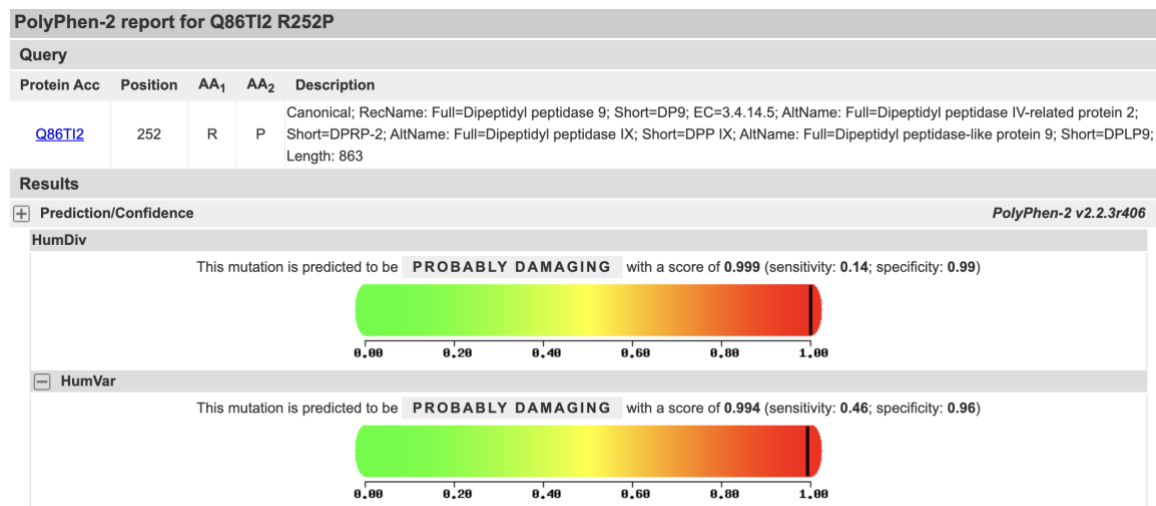 PolyPhen-2 report for Q86TI2 R252P
Query
Protein Acc Position AA1 AA2 Description
Canonical; RecName: Full=Dipeptidyl peptidase 9; Short=DP9; EC=3.4.14.5; AltName: Full=Dipeptidyl peptidase IV-related protein 2;
Q86TI2 252 R P Short=DPRP-2; AltName: Full=Dipeptidyl peptidase IX; Short=DPP IX; AltName: Full=Dipeptidyl peptidase-like protein 9; Short=DPLP9;
Length: 863
Results
Prediction/Confidence PolyPhen-2 v2.2.3r406
HumDiv
This mutation is predicted to be PROBABLY DAMAGING with a score of 0.999 (sensitivity: 0.14; specificity: 0.99)
0.00 0.20 0.40 0.60 0.80 1.00
HumVar
This mutation is predicted to be PROBABLY DAMAGING with a score of 0.994 (sensitivity: 0.46; specificity: 0.96)
0.00 0.20 0.40 0.60 0.80 1.00